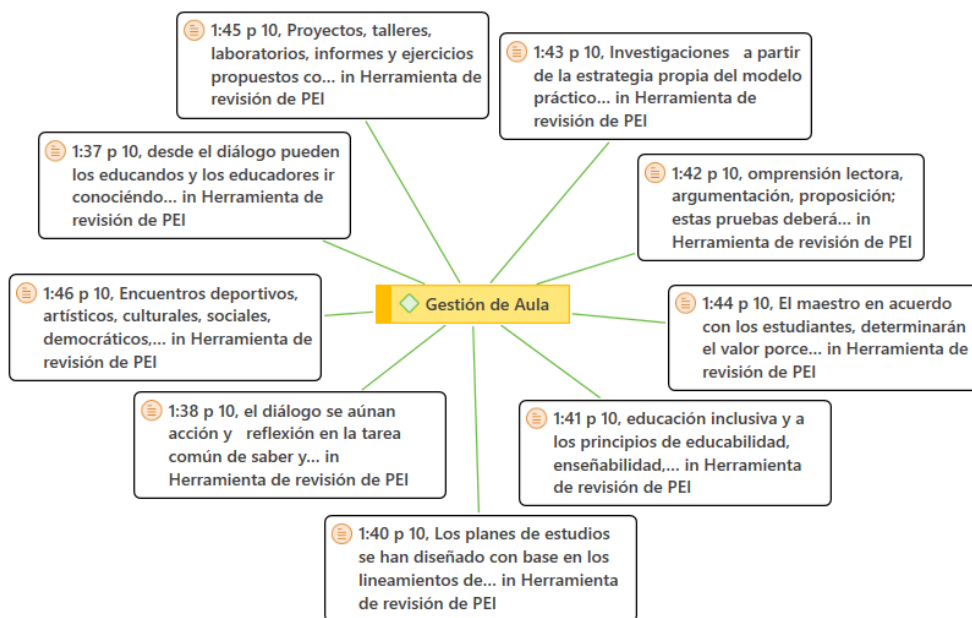 1:45 p 10, Proyectos, talleres,
laboratorios, informes y ejercicios
propuestos co... in Herramienta de
revisión de PEI
1:43 p 10, Investigaciones a partir
de la estrategia propia del modelo
práctico... in Herramienta de
revisión de PEI
1:37 p 10, desde el diálogo pueden
los educandos y los educadores ir
conociéndo... in Herramienta de
revisión de PEI
1:42 p 10, omprensión lectora,
argumentación, proposición;
estas pruebas deberá... in
Herramienta de revisión de PEI
1:46 p 10, Encuentros deportivos,
artísticos, culturales, sociales,
democráticos,... in Herramienta de
revisión de PEI
Gestión de Aula
1:44 p 10, El maestro en acuerdo
con los estudiantes, determinarán
el valor porce... in Herramienta de
revisión de PEI
1:38 p 10, el diálogo se aúnan
acción y reflexión en la tarea
común de saber y... in
Herramienta de revisión de PEI
1:41 p 10, educación inclusiva y a
los principios de educabilidad,
enseñabilidad,... in Herramienta
de revisión de PEI
1:40 p 10, Los planes de estudios
se han diseñado con base en los
lineamientos de... in Herramienta
de revisión de PEI